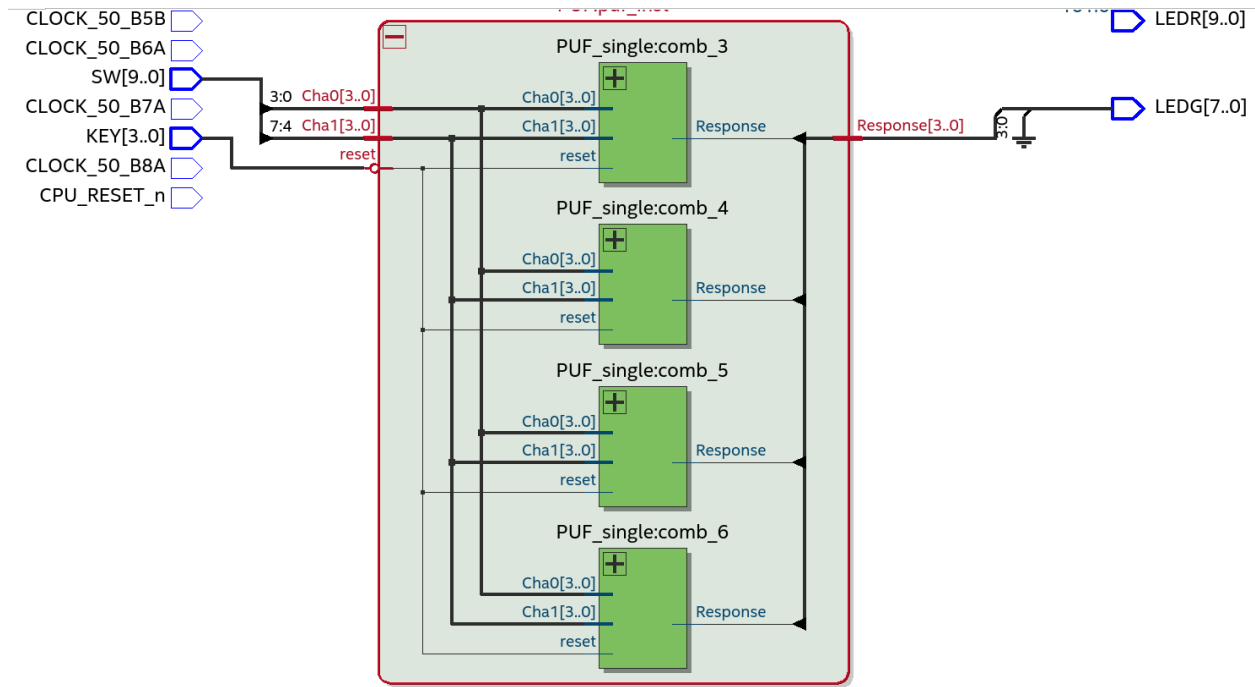 CLOCK_50_B5B
CLOCK_50_B6A
SW[9..0]
CLOCK_50_B7A
KEY[3..0]
CLOCK_50_B8A
CPU_RESET_n
3:0 Cha0[3..0]
7:4 Cha1[3..0]
reset
PUF_single:comb_3
Cha0[3..0]
Cha1[3..0]
reset
Response
PUF_single:comb_4
Cha0[3..0]
Cha1[3..0]
reset
Response
PUF_single:comb_5
Cha0[3..0]
Cha1[3..0]
reset
Response
PUF_single:comb_6
Cha0[3..0]
Cha1[3..0]
reset
Response
Response[3..0]
3:0
LEDR[9..0]
LEDG[7..0]